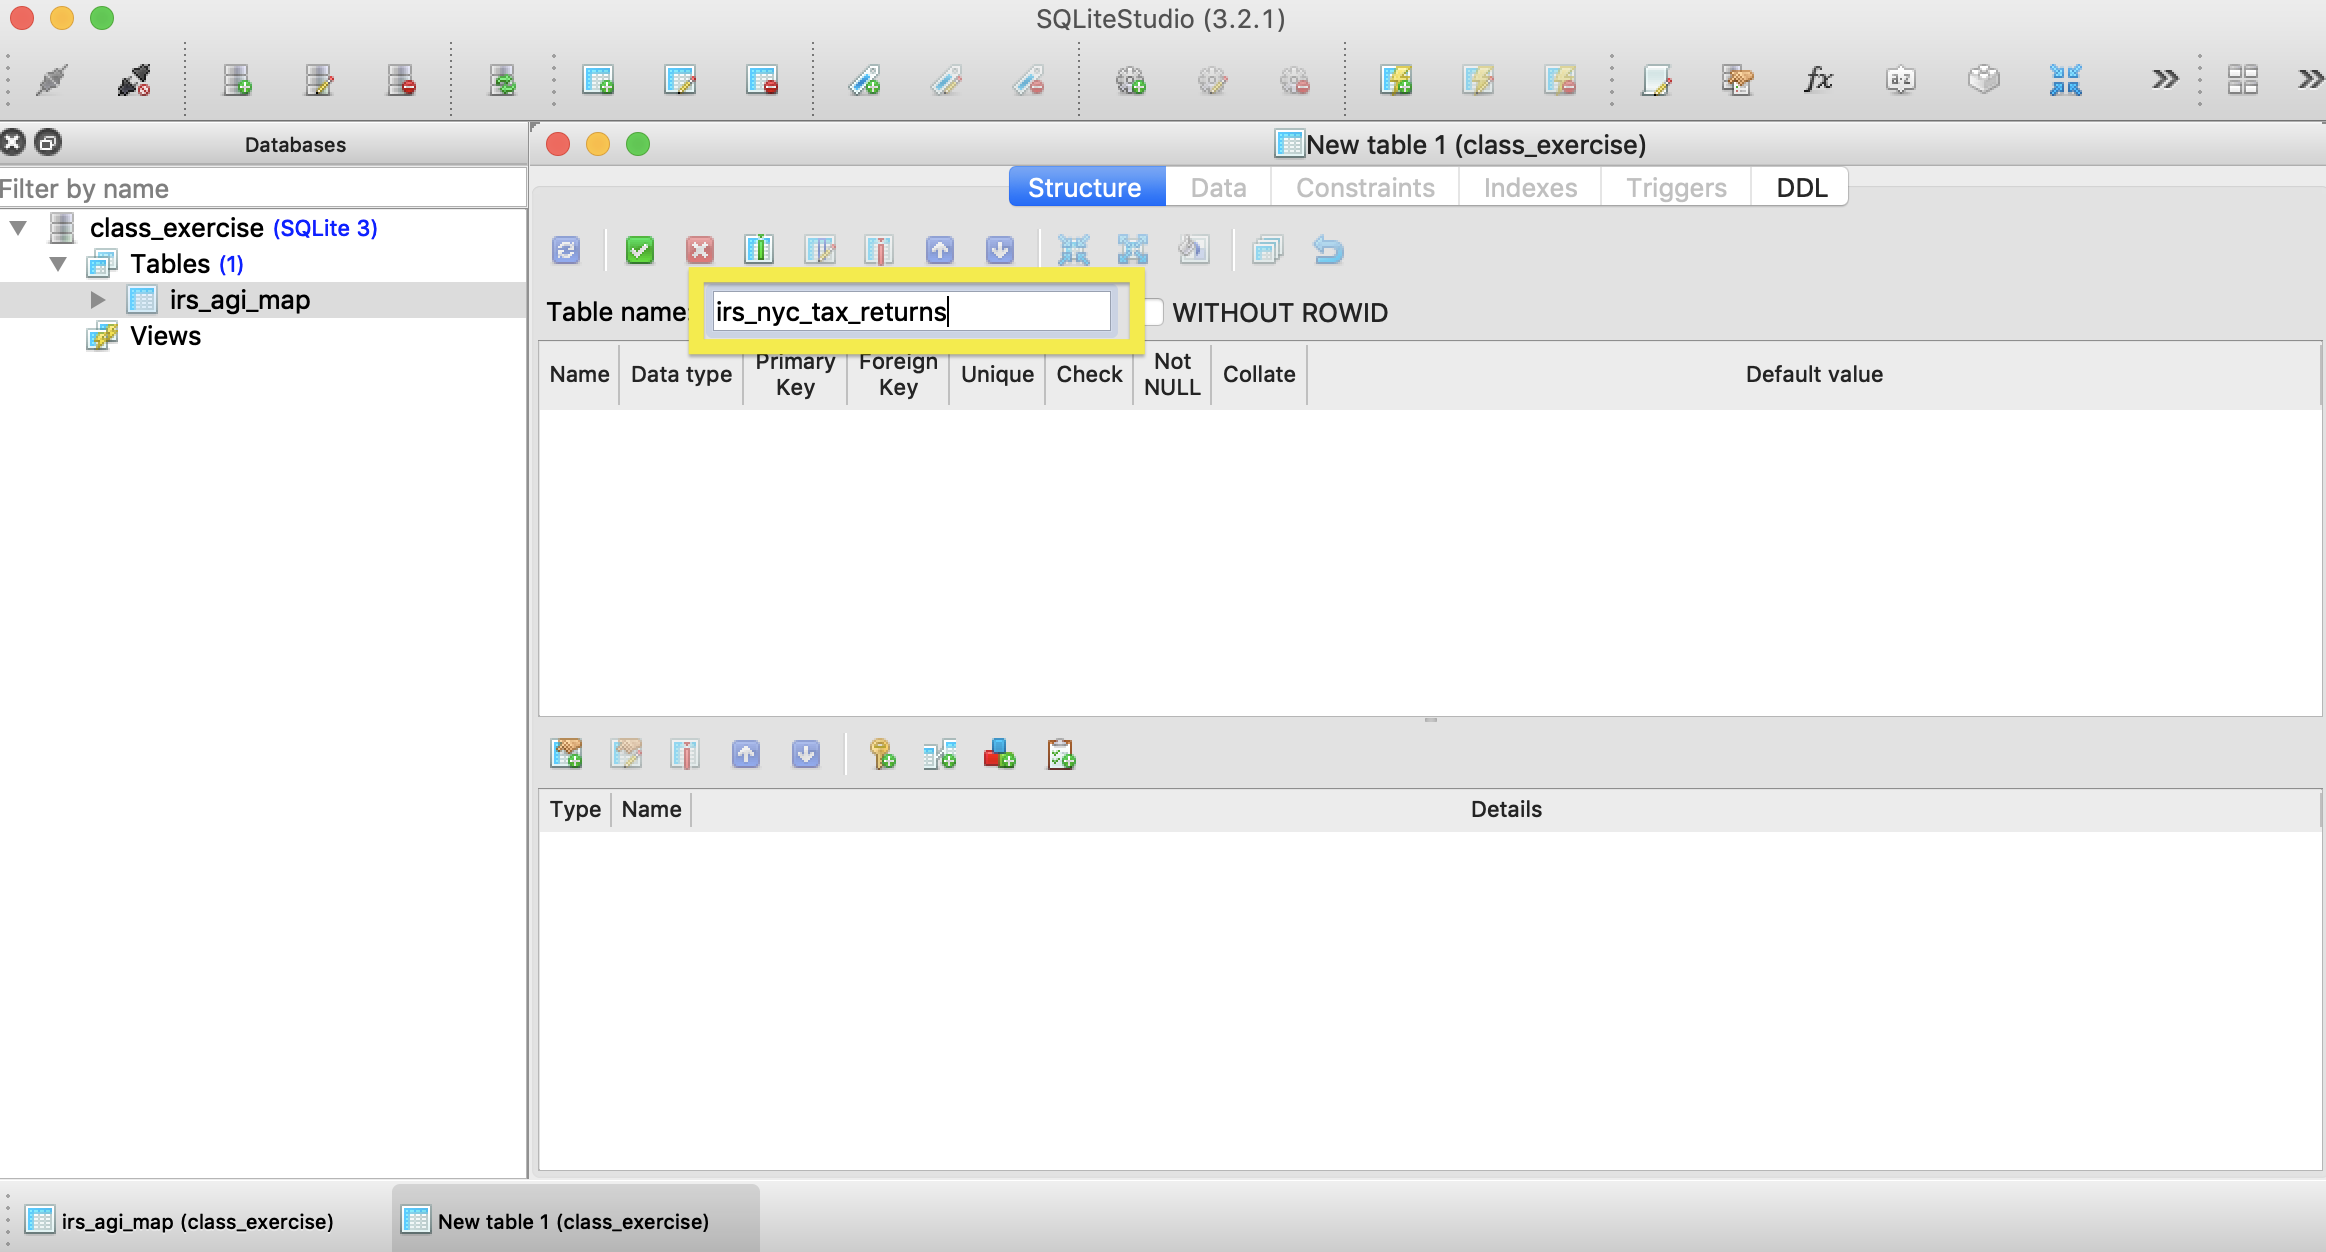 SQLiteStudio (3.2.1)
fx
a·z
Databases
Filter by name
class_exercise (SQLite 3)
Tables (1)
irs_agi_map
Views
New table 1 (class_exercise)
Structure Data Constraints Indexes Triggers DDL
Table name: irs_nyc_tax_returns WITHOUT ROWID
Name Data type Primary Key Foreign Key Unique Check Not NULL Collate Default value
Type Name Details
irs_agi_map (class_exercise) New table 1 (class_exercise)